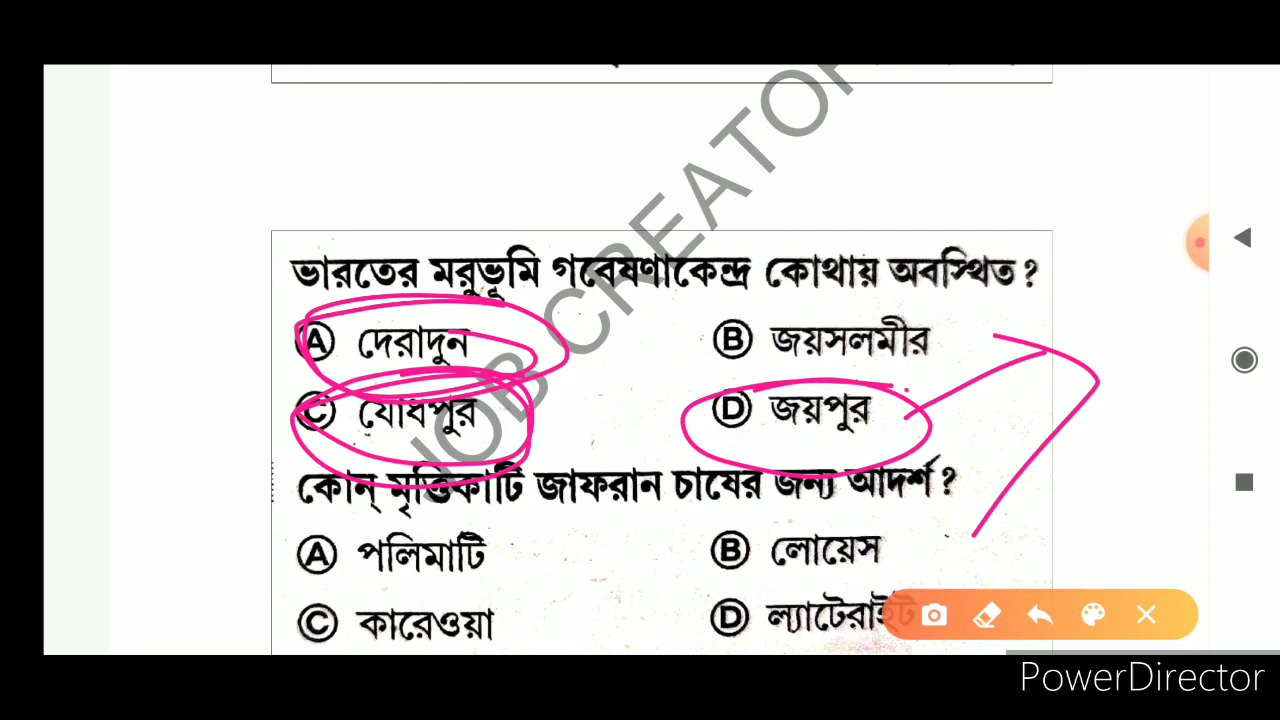 JOB CREATOR
ভারতের মরুভূমি গবেষণাকেন্দ্র কোথায় অবস্থিত?
Ⓐ দেরাদুন Ⓑ জয়সলমীর
Ⓒ যোধপুর Ⓓ জয়পুর
কোন্ মৃত্তিকাটি জাফরান চাষের জন্য আদর্শ?
Ⓐ পলিমাটি Ⓑ লোয়েস
Ⓒ কারেওয়া Ⓓ ল্যাটেরাইট
PowerDirector